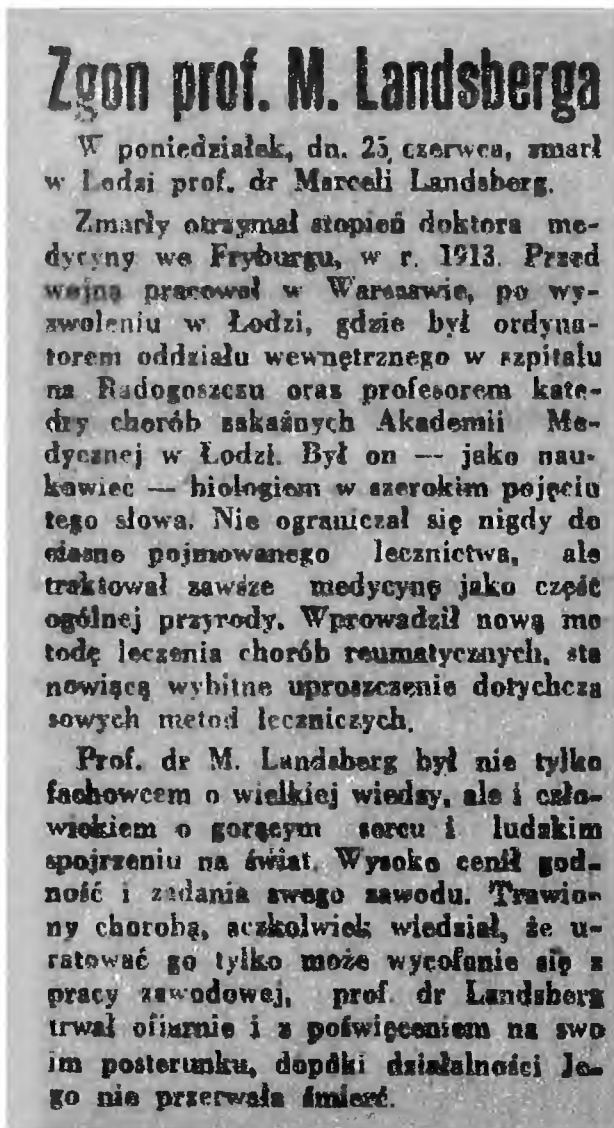 Zgon prof. M. Landsberga
W poniedziałek, dn. 25 czerwca, zmarł
w Łodzi prof. dr Marceli Landsberg.
Zmarły otrzymał stopień doktora me-
dycyny we Fryburgu, w r. 1913. Przed
wojną pracował w Warszawie, po wy-
zwoleniu w Łodzi, gdzie był ordyna-
torem oddziału wewnętrznego w szpitalu
na Radogoszczu oraz profesorem kate-
dry chorób zakaźnych Akademii Me-
dycznej w Łodzi. Był on — jako nau-
kowiec — biologiem w szerokim pojęciu
tego słowa. Nie ograniczał się nigdy do
ciasno pojmowanego lecznictwa, ale
traktował zawsze medycynę jako część
ogólnej przyrody. Wprowadził nową me
todę leczenia chorób reumatycznych, sta
nowiącą wybitne uproszczenie dotychcza
sowych metod leczniczych.
Prof. dr M. Landsberg był nie tylko
fachowcem o wielkiej wiedzy, ale i czło-
wiekiem o gorącym sercu i ludzkim
spojrzeniu na świat. Wysoko cenił god-
ność i zadania swego zawodu. Trawio-
ny chorobą, aczkolwiek wiedział, że u-
ratować go tylko może wycofanie się z
pracy zawodowej, prof. dr Landsberg
trwał ofiarnie i z poświęceniem na swo
im posterunku, dopóki działalności Je-
go nie przerwała śmierć.